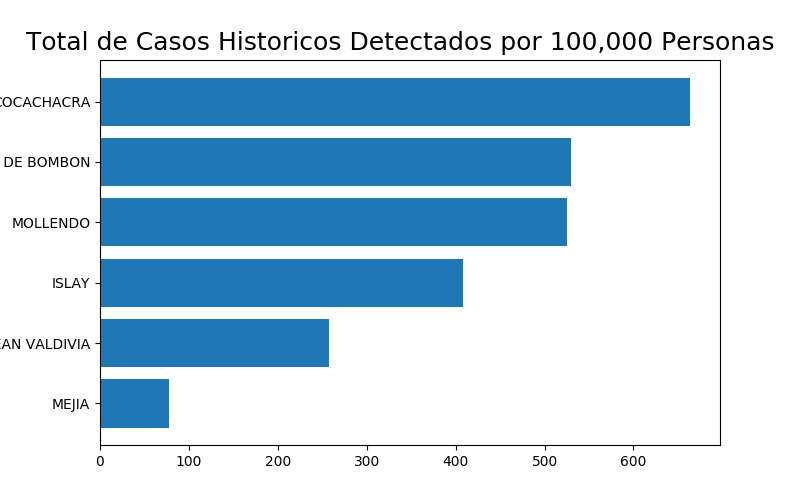 Total de Casos Historicos Detectados por 100,000 Personas
COCACHACRA
DE BOMBON
MOLLENDO
ISLAY
EAN VALDIVIA
MEJIA
0 100 200 300 400 500 600